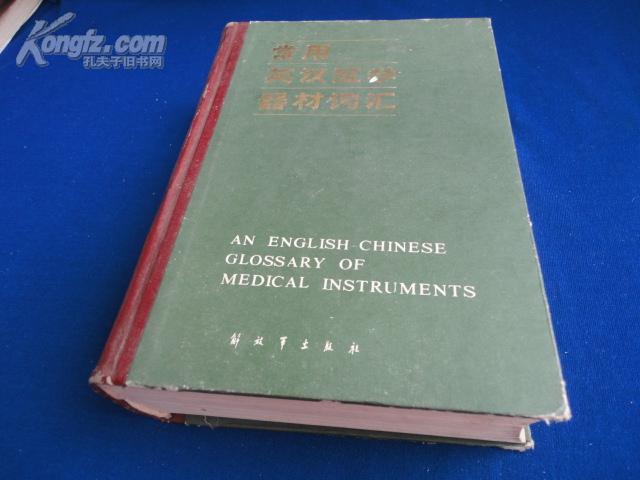 Kongfz.com
孔夫子旧书网
常用
英汉医学
器材词汇
AN ENGLISH-CHINESE
GLOSSARY OF
MEDICAL INSTRUMENTS
解放军出版社